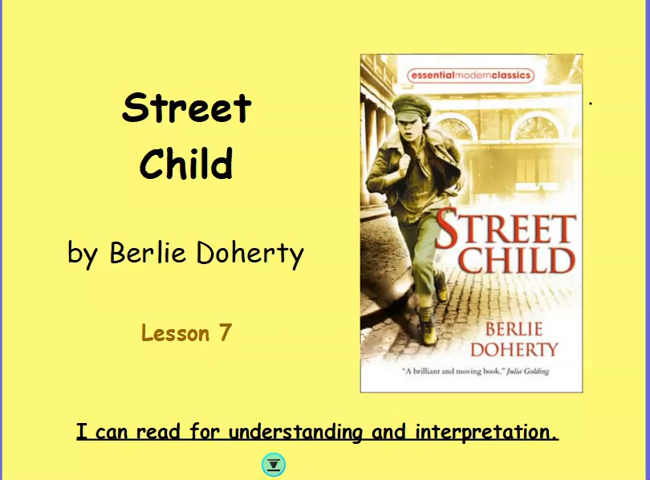 Street
Child
by Berlie Doherty
Lesson 7
I can read for understanding and interpretation.
essentialmodernclassics
STREET
CHILD
BERLIE
DOHERTY
"A brilliant and moving book." Julia Golding